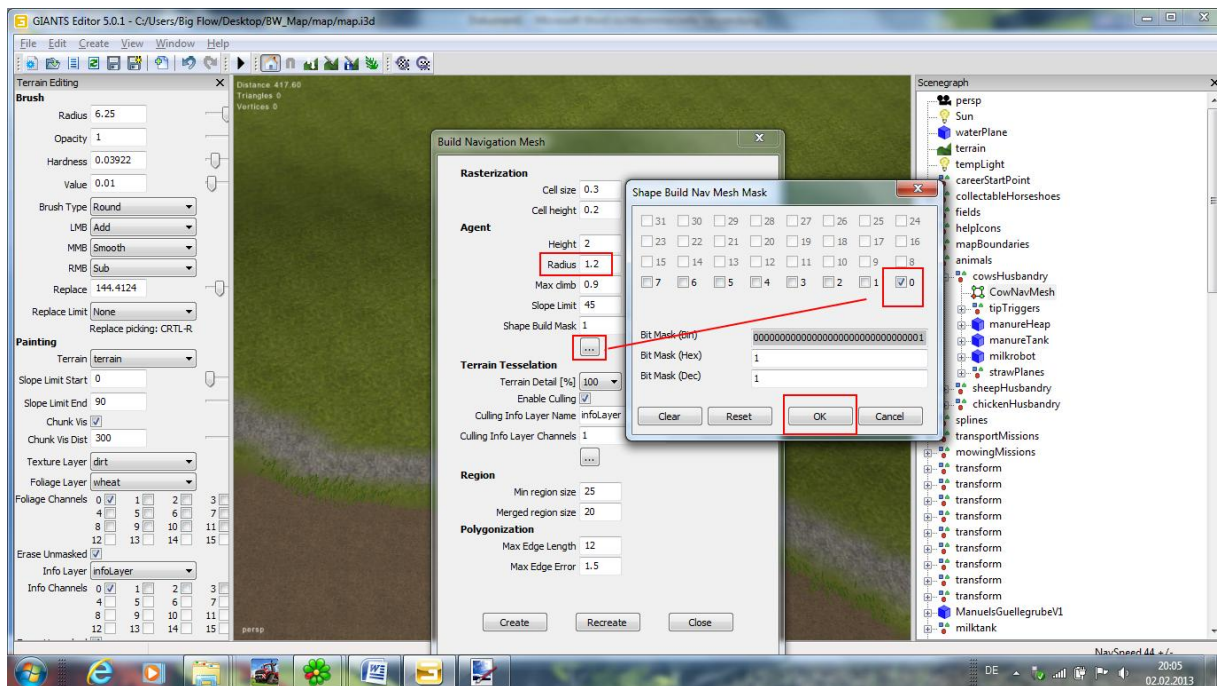 GIANTS Editor 5.0.1 - C:/Users/Big Flow/Desktop/BW_Map/map/map.i3d
File Edit Create View Window Help
Terrain Editing
Brush
Radius 6.25
Opacity 1
Hardness 0.03922
Value 0.01
Brush Type Round
LMB Add
MMB Smooth
RMB Sub
Replace 144.4124
Replace Limit None
Replace picking: CRTL-R
Painting
Terrain terrain
Slope Limit Start 0
Slope Limit End 90
Chunk Vis
Chunk Vis Dist 300
Texture Layer dirt
Foliage Layer wheat
Foliage Channels 0 1 2 3
4 5 6 7
8 9 10 11
12 13 14 15
Erase Unmasked
Info Layer infoLayer
Info Channels 0 1 2 3
4 5 6 7
8 9 10 11
12 13 14 15
Distance 417.60
Triangles 0
Vertices 0
persp
Build Navigation Mesh
Rasterization
Cell size 0.3
Cell height 0.2
Agent
Height 2
Radius 1.2
Max climb 0.9
Slope Limit 45
Shape Build Mask 1
...
Terrain Tesselation
Terrain Detail [%] 100
Enable Culling
Culling Info Layer Name infoLayer
Culling Info Layer Channels 1
...
Region
Min region size 25
Merged region size 20
Polygonization
Max Edge Length 12
Max Edge Error 1.5
Create Recreate Close
Shape Build Nav Mesh Mask
31 30 29 28 27 26 25 24
23 22 21 20 19 18 17 16
15 14 13 12 11 10 9 8
7 6 5 4 3 2 1 0
Bit Mask (Bin) 00000000000000000000000000000001
Bit Mask (Hex) 1
Bit Mask (Dec) 1
Clear Reset OK Cancel
Scenegraph
persp
Sun
waterPlane
terrain
tempLight
careerStartPoint
collectableHorseshoes
fields
helpIcons
mapBoundaries
animals
cowsHusbandry
CowNavMesh
tipTriggers
manureHeap
manureTank
milkrobot
strawPlanes
sheepHusbandry
chickenHusbandry
splines
transportMissions
mowingMissions
transform
transform
transform
transform
transform
transform
transform
transform
transform
ManuelsGuellegrubeV1
milktank
NavSpeed 44 +/-
DE
20:05
02.02.2013